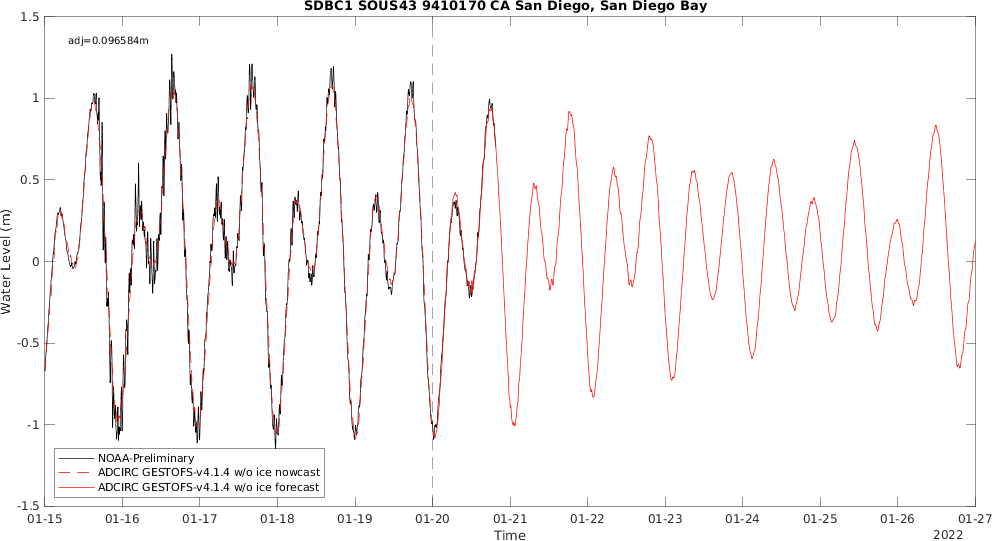 SDBC1 SOUS43 9410170 CA San Diego, San Diego Bay
adj=0.096584m
1.5
1
0.5
0
-0.5
-1
-1.5
Water Level (m)
NOAA-Preliminary
ADCIRC GESTOFS-v4.1.4 w/o ice nowcast
ADCIRC GESTOFS-v4.1.4 w/o ice forecast
01-15 01-16 01-17 01-18 01-19 01-20 01-21 01-22 01-23 01-24 01-25 01-26 01-27
Time
2022